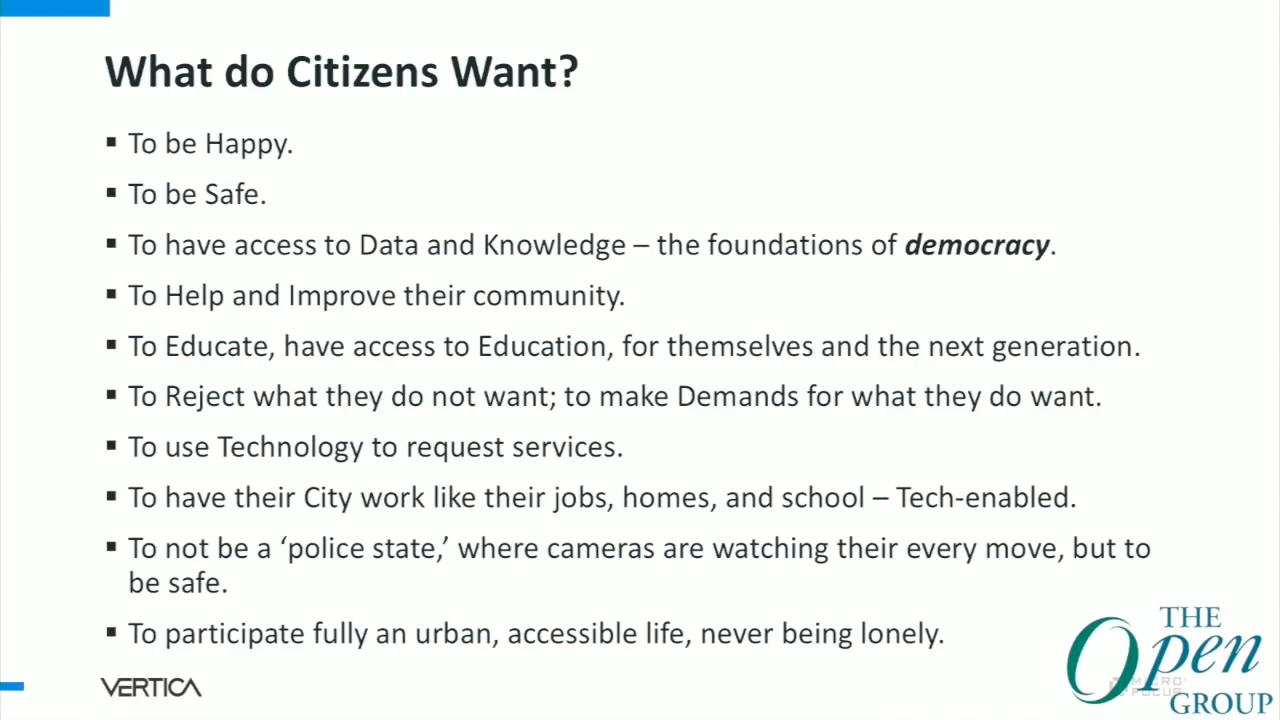 What do Citizens Want?
▪ To be Happy.
▪ To be Safe.
▪ To have access to Data and Knowledge – the foundations of democracy.
▪ To Help and Improve their community.
▪ To Educate, have access to Education, for themselves and the next generation.
▪ To Reject what they do not want; to make Demands for what they do want.
▪ To use Technology to request services.
▪ To have their City work like their jobs, homes, and school – Tech-enabled.
▪ To not be a ‘police state,’ where cameras are watching their every move, but to
be safe.
▪ To participate fully an urban, accessible life, never being lonely.
VERTICA
MICRO
FOCUS
THE
Open
GROUP